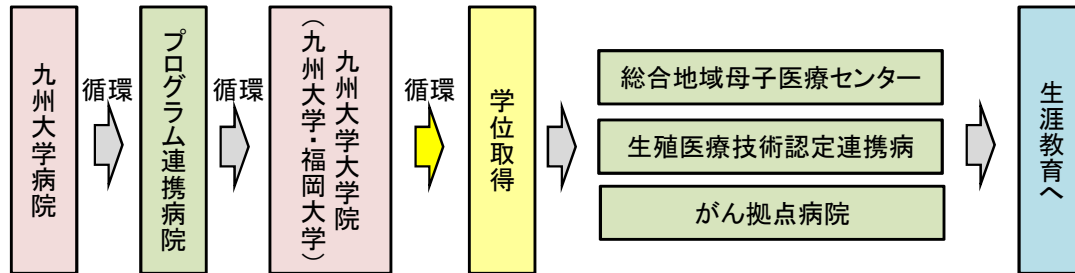 九州大学病院
循環
プログラム連携病院
循環
九州大学大学院
（九州大学・福岡大学）
循環
学位取得
総合地域母子医療センター
生殖医療技術認定連携病
がん拠点病院
生涯教育へ